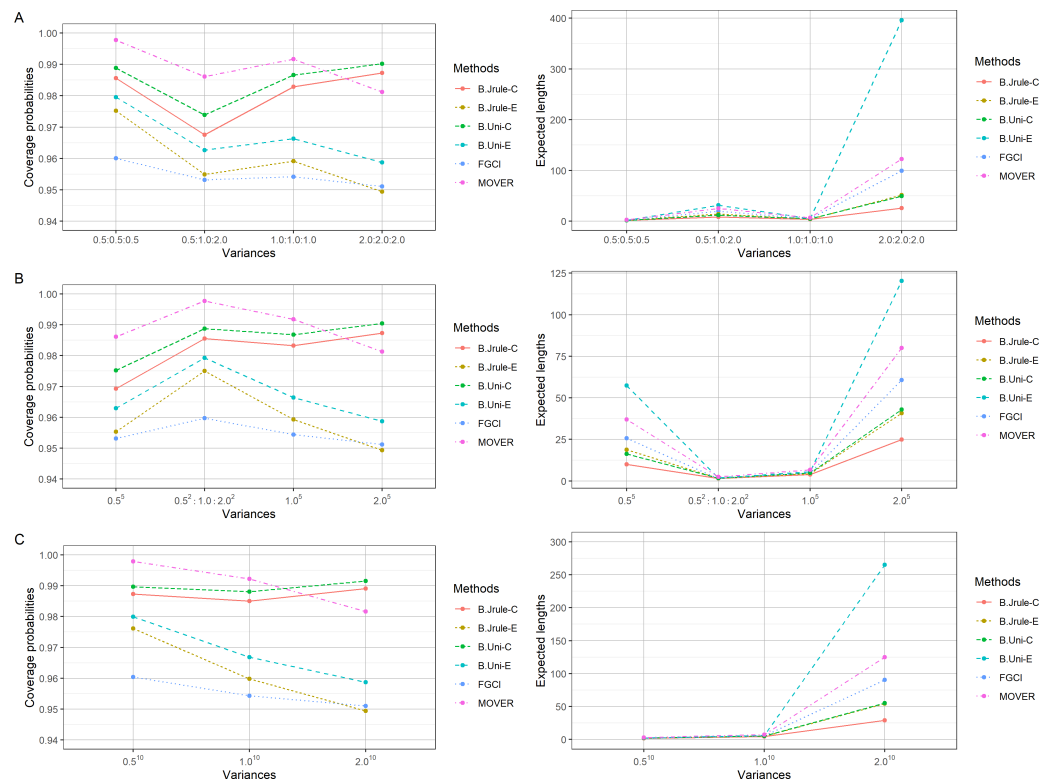 A
Coverage probabilities
1.00
0.99
0.98
0.97
0.96
0.95
0.94
0.5:0.5:0.5
0.5:1.0:2.0
1.0:1.0:1.0
2.0:2.0:2.0
Variances
Methods
B.Jrule-C
B.Jrule-E
B.Uni-C
B.Uni-E
FGCI
MOVER
Expected lengths
400
300
200
100
0
0.5:0.5:0.5
0.5:1.0:2.0
1.0:1.0:1.0
2.0:2.0:2.0
Variances
Methods
B.Jrule-C
B.Jrule-E
B.Uni-C
B.Uni-E
FGCI
MOVER
B
Coverage probabilities
1.00
0.99
0.98
0.97
0.96
0.95
0.94
0.5⁵
0.5² : 1.0 : 2.0²
1.0⁵
2.0⁵
Variances
Methods
B.Jrule-C
B.Jrule-E
B.Uni-C
B.Uni-E
FGCI
MOVER
Expected lengths
125
100
75
50
25
0
0.5⁵
0.5² : 1.0 : 2.0²
1.0⁵
2.0⁵
Variances
Methods
B.Jrule-C
B.Jrule-E
B.Uni-C
B.Uni-E
FGCI
MOVER
C
Coverage probabilities
1.00
0.99
0.98
0.97
0.96
0.95
0.94
0.5¹⁰
1.0¹⁰
2.0¹⁰
Variances
Methods
B.Jrule-C
B.Jrule-E
B.Uni-C
B.Uni-E
FGCI
MOVER
Expected lengths
300
250
200
150
100
50
0
0.5¹⁰
1.0¹⁰
2.0¹⁰
Variances
Methods
B.Jrule-C
B.Jrule-E
B.Uni-C
B.Uni-E
FGCI
MOVER